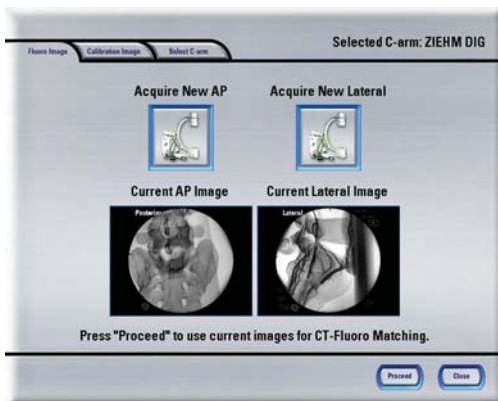 Selected C-arm: ZIEHM DIG
Fluoro Image Calibration Image Select C-arm
Acquire New AP Acquire New Lateral
Current AP Image Current Lateral Image
Lateral
Press "Proceed" to use current images for CT-Fluoro Matching.
Proceed Close